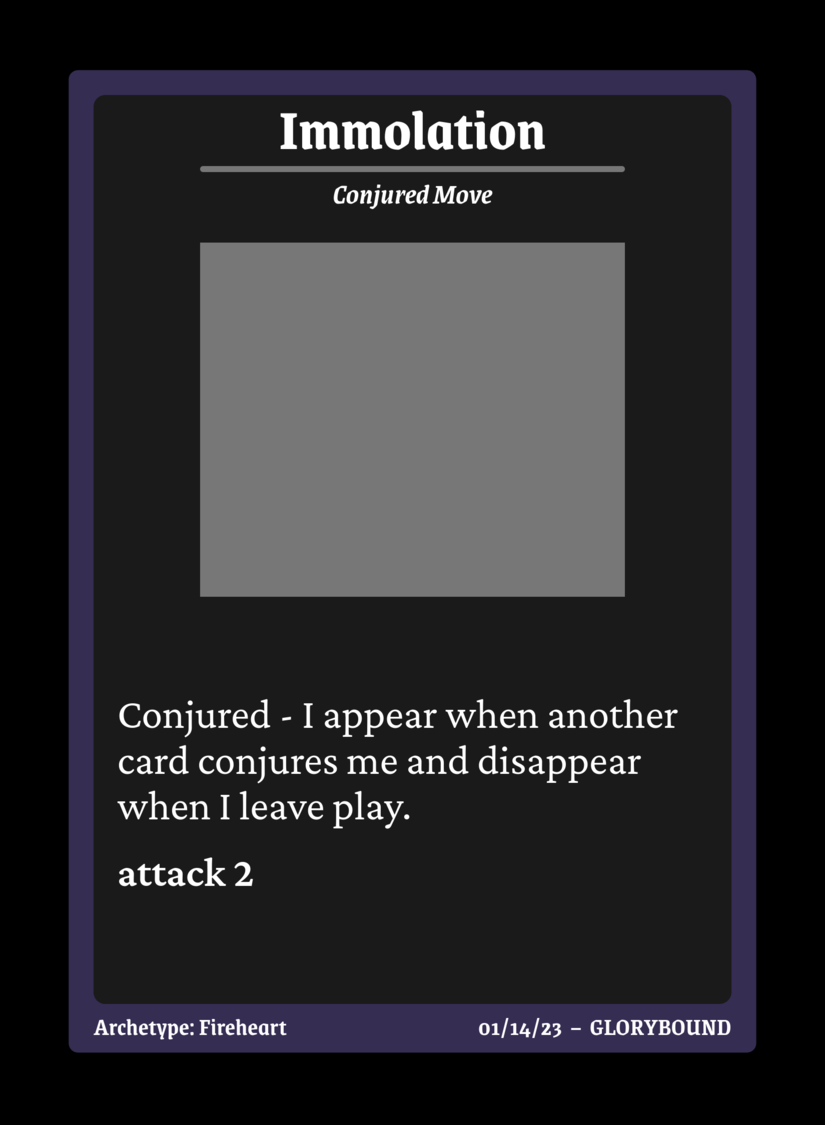 Immolation
Conjured Move
Conjured - I appear when another
card conjures me and disappear
when I leave play.
attack 2
Archetype: Fireheart
01/14/23 – GLORYBOUND